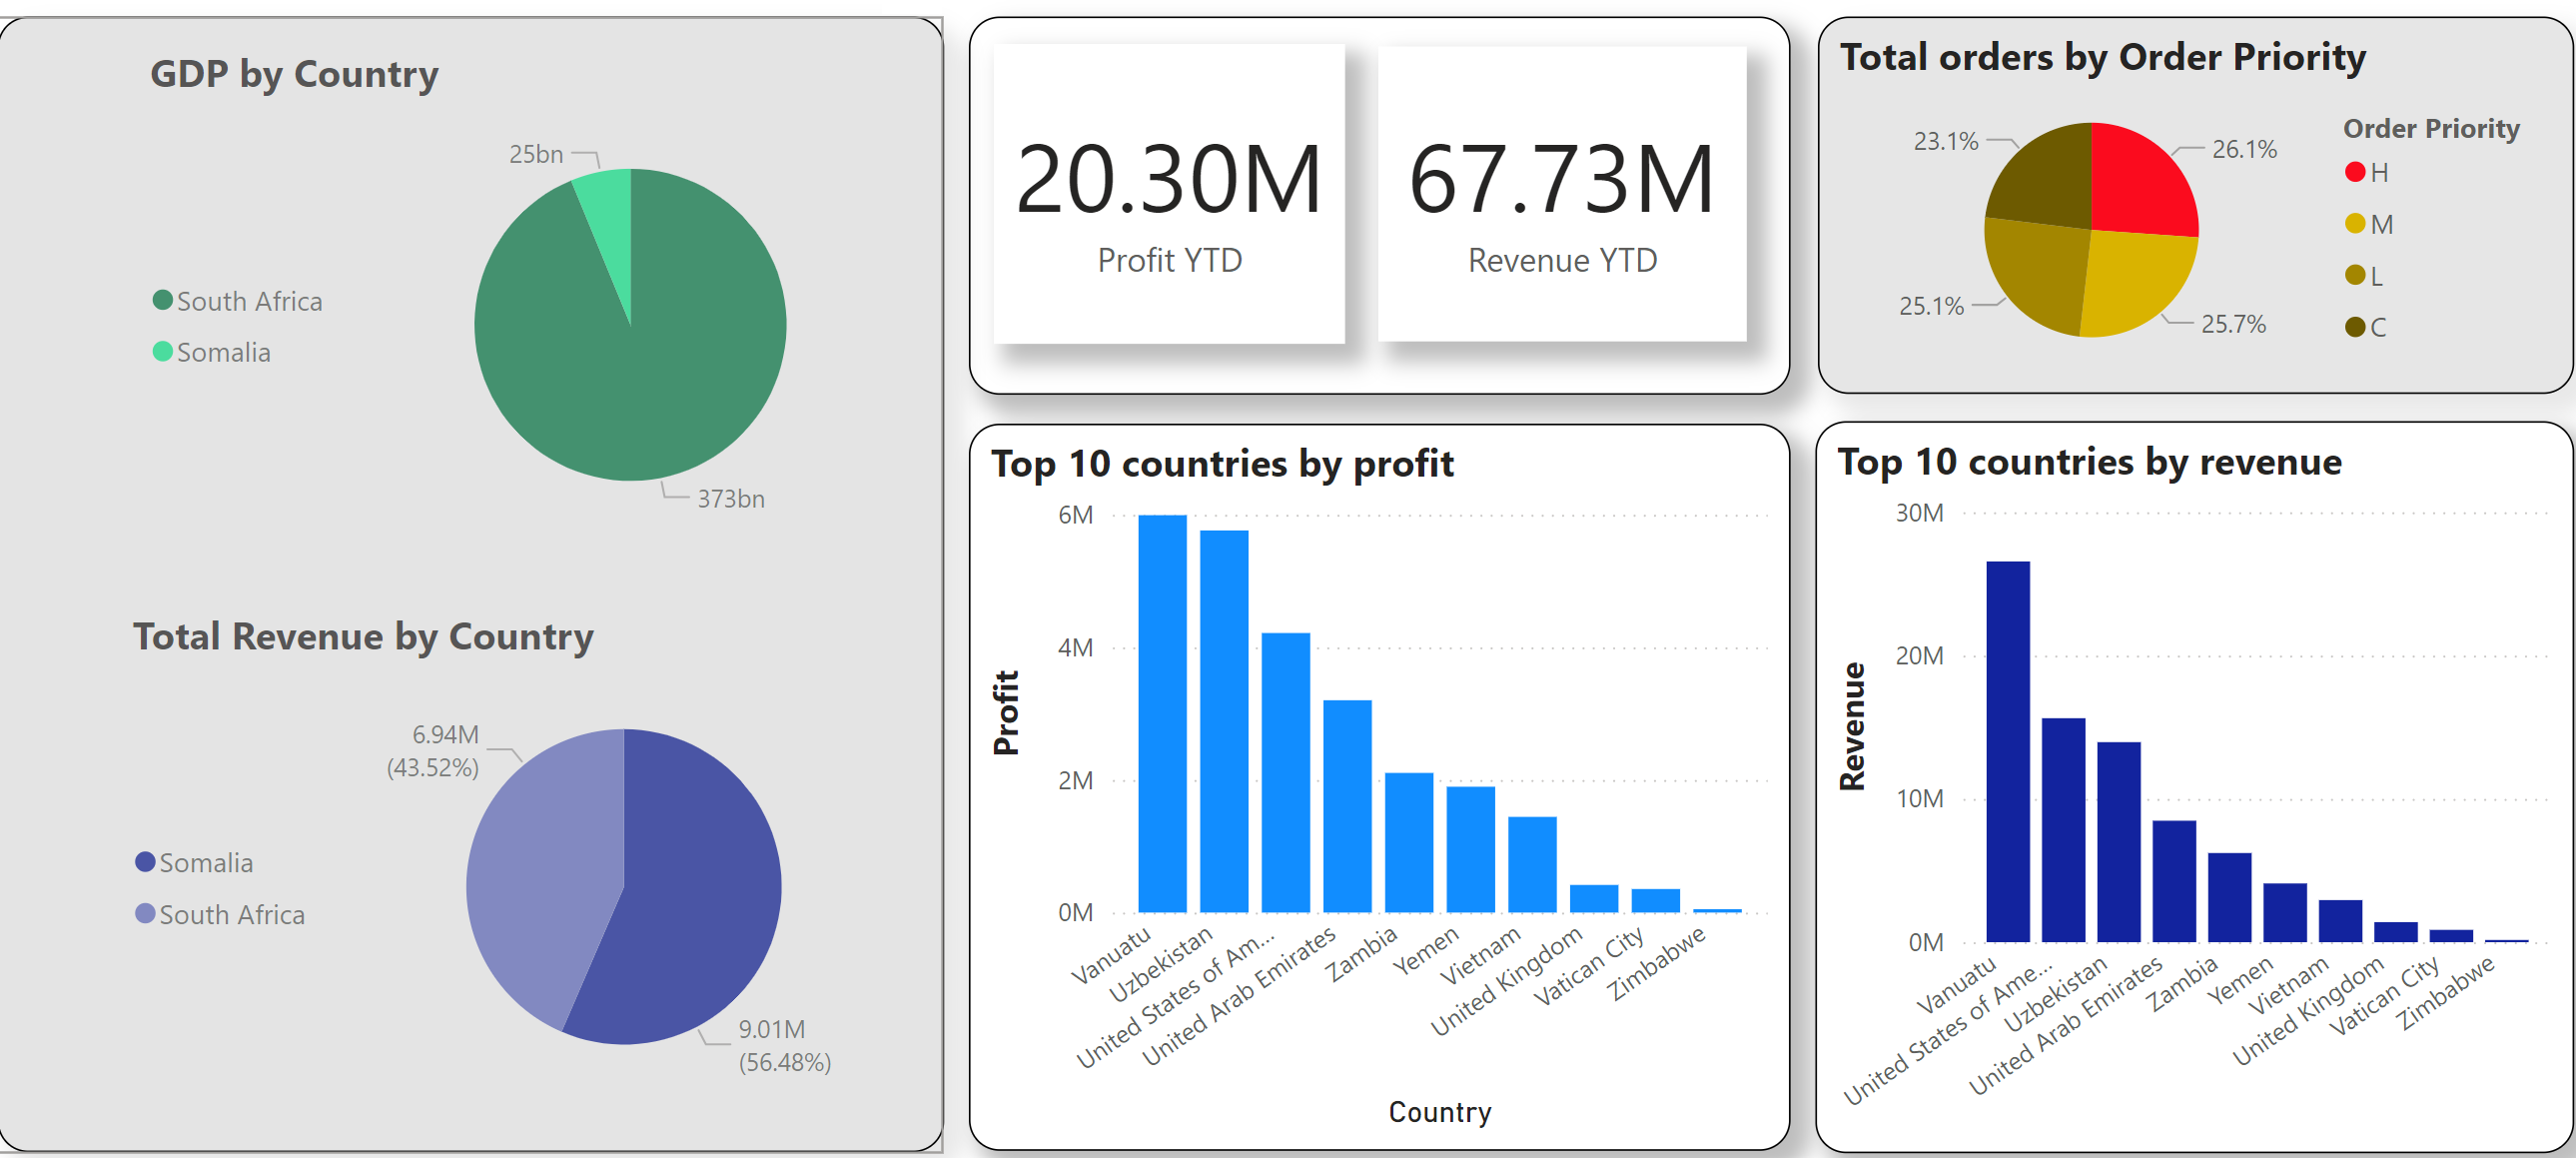 GDP by Country
25bn
South Africa
Somalia
373bn
Total Revenue by Country
6.94M
(43.52%)
Somalia
South Africa
9.01M
(56.48%)
20.30M
Profit YTD
67.73M
Revenue YTD
Total orders by Order Priority
23.1%
26.1%
25.1%
25.7%
Order Priority
H
M
L
C
Top 10 countries by profit
6M
4M
2M
0M
Profit
Vanuatu
Uzbekistan
United States of Am...
United Arab Emirates
Zambia
Yemen
Vietnam
United Kingdom
Vatican City
Zimbabwe
Country
Top 10 countries by revenue
30M
20M
10M
0M
Revenue
Vanuatu
United States of Ame...
Uzbekistan
United Arab Emirates
Zambia
Yemen
Vietnam
United Kingdom
Vatican City
Zimbabwe